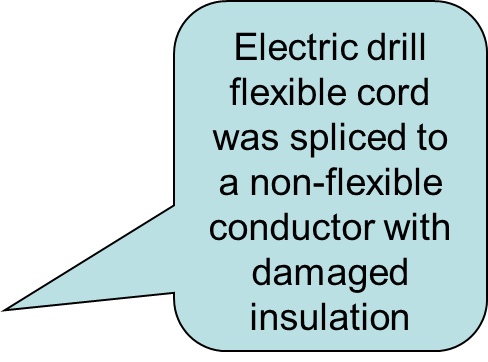 Electric drill
flexible cord
was spliced to
a non-flexible
conductor with
damaged
insulation